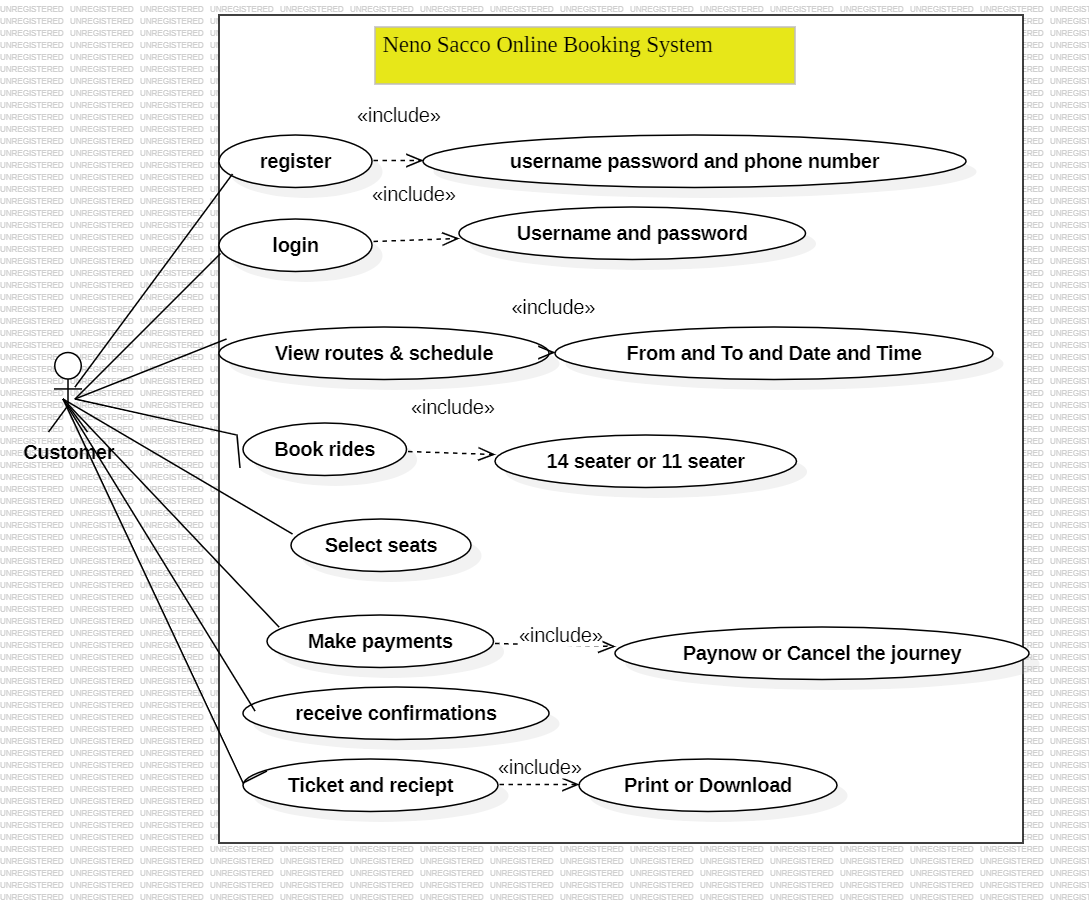 Neno Sacco Online Booking System
«include»
register
username password and phone number
«include»
login
Username and password
«include»
View routes & schedule
From and To and Date and Time
«include»
Book rides
14 seater or 11 seater
Customer
Select seats
«include»
Make payments
Paynow or Cancel the journey
receive confirmations
«include»
Ticket and reciept
Print or Download
UNREGISTERED